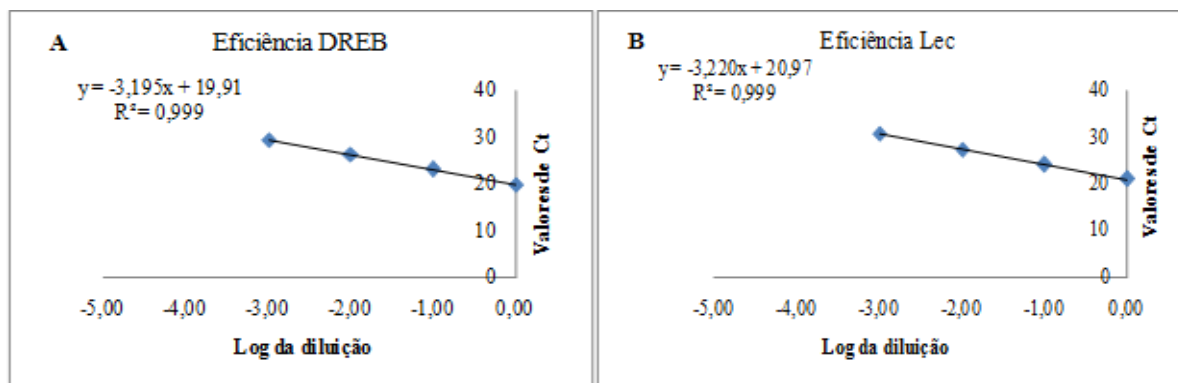 A
Eficiência DREB
y= -3,195x + 19,91
R²= 0,999
40
30
20
10
0
Valores de Ct
-5,00 -4,00 -3,00 -2,00 -1,00 0,00
Log da diluição
B
Eficiência Lec
y= -3,220x + 20,97
R²= 0,999
40
30
20
10
0
Valores de Ct
-5,00 -4,00 -3,00 -2,00 -1,00 0,00
Log da diluição